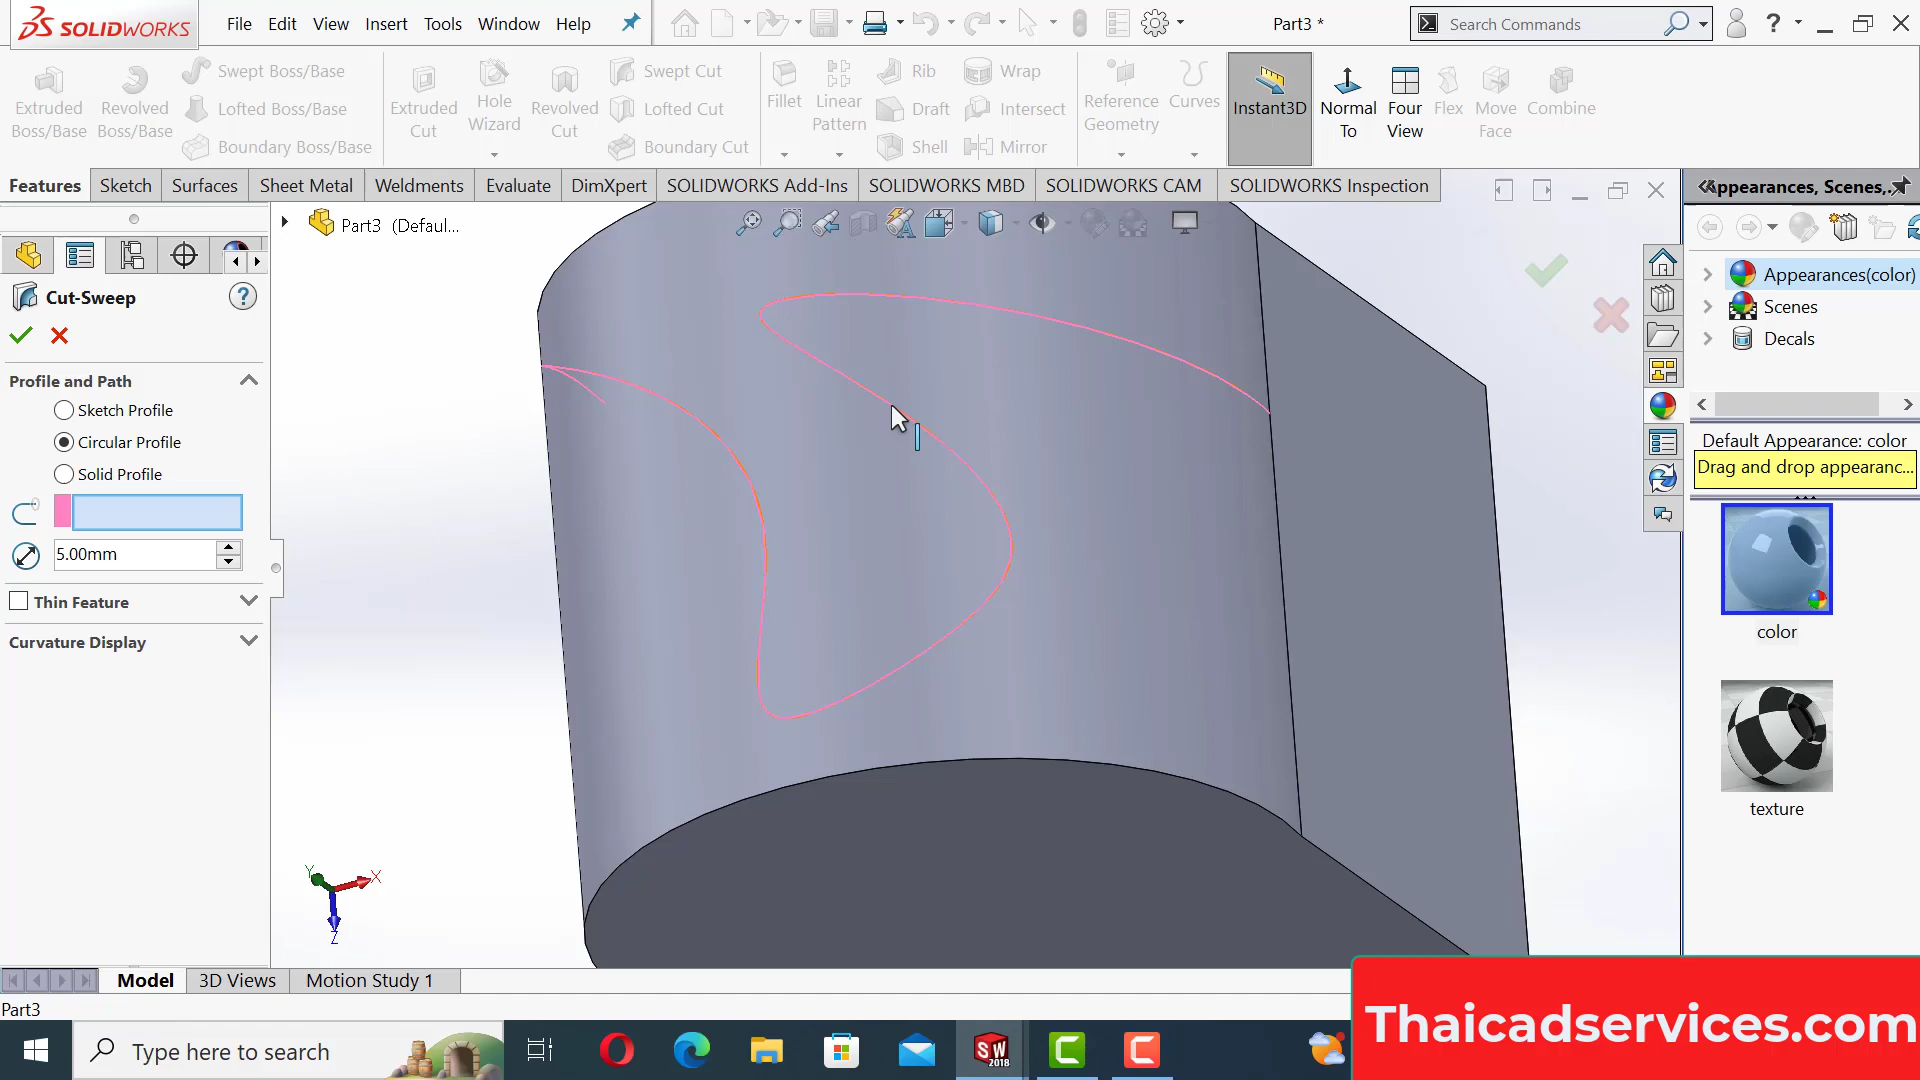 SOLIDWORKS
File Edit View Insert Tools Window Help
Part3 *
Search Commands
?
Extruded Boss/Base
Revolved Boss/Base
Swept Boss/Base
Lofted Boss/Base
Boundary Boss/Base
Extruded Cut
Hole Wizard
Revolved Cut
Swept Cut
Lofted Cut
Boundary Cut
Fillet
Linear Pattern
Rib
Draft
Shell
Wrap
Intersect
Mirror
Reference Geometry
Curves
Instant3D
Normal To
Four View
Flex
Move Face
Combine
Features Sketch Surfaces Sheet Metal Weldments Evaluate DimXpert SOLIDWORKS Add-Ins SOLIDWORKS MBD SOLIDWORKS CAM SOLIDWORKS Inspection
Part3 (Defaul...
Cut-Sweep
?
Profile and Path
Sketch Profile
Circular Profile
Solid Profile
5.00mm
Thin Feature
Curvature Display
Y
X
Z
ppearances, Scenes,...
Appearances(color)
Scenes
Decals
Default Appearance: color
Drag and drop appearanc...
color
texture
Model 3D Views Motion Study 1
Part3
Type here to search
SW
2018
Thaicadservices.com